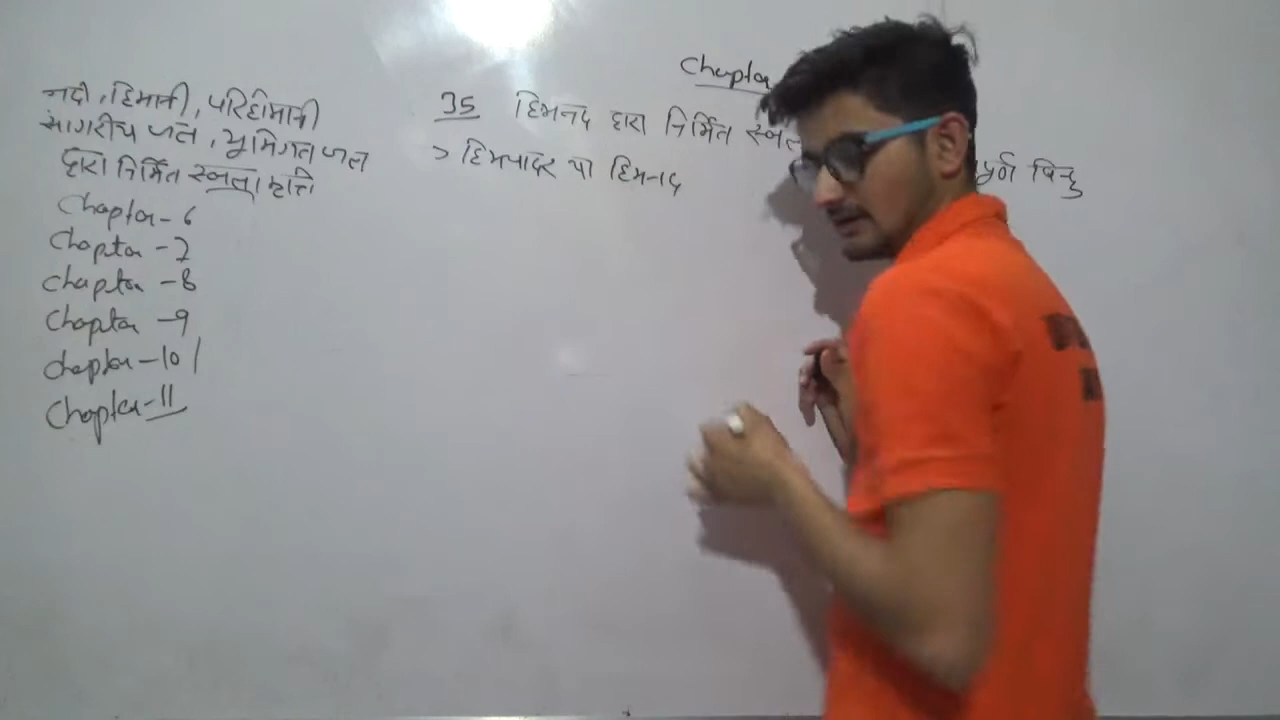 नदी, हिमानी, परिहिमानी
सागरीय जल, भूमिगत जल
द्वारा निर्मित स्थलाकृति
Chapter-6
Chapter-7
Chapter-8
Chapter-9
Chapter-10
Chapter-11
Chapter
35 हिमनद द्वारा निर्मित स्थल
> हिमचादर या हिमनद
बिन्दु